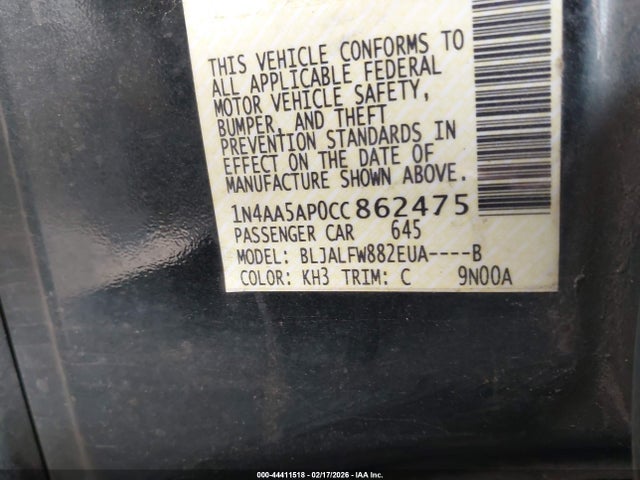 THIS VEHICLE CONFORMS TO
ALL APPLICABLE FEDERAL
MOTOR VEHICLE SAFETY,
BUMPER, AND THEFT
PREVENTION STANDARDS IN
EFFECT ON THE DATE OF
MANUFACTURE SHOWN ABOVE.
1N4AA5AP0CC862475
PASSENGER CAR 645
MODEL: BLJALFW882EUA----B
COLOR: KH3 TRIM: C 9N00A
000-44411518 - 02/17/2026 - IAA Inc.